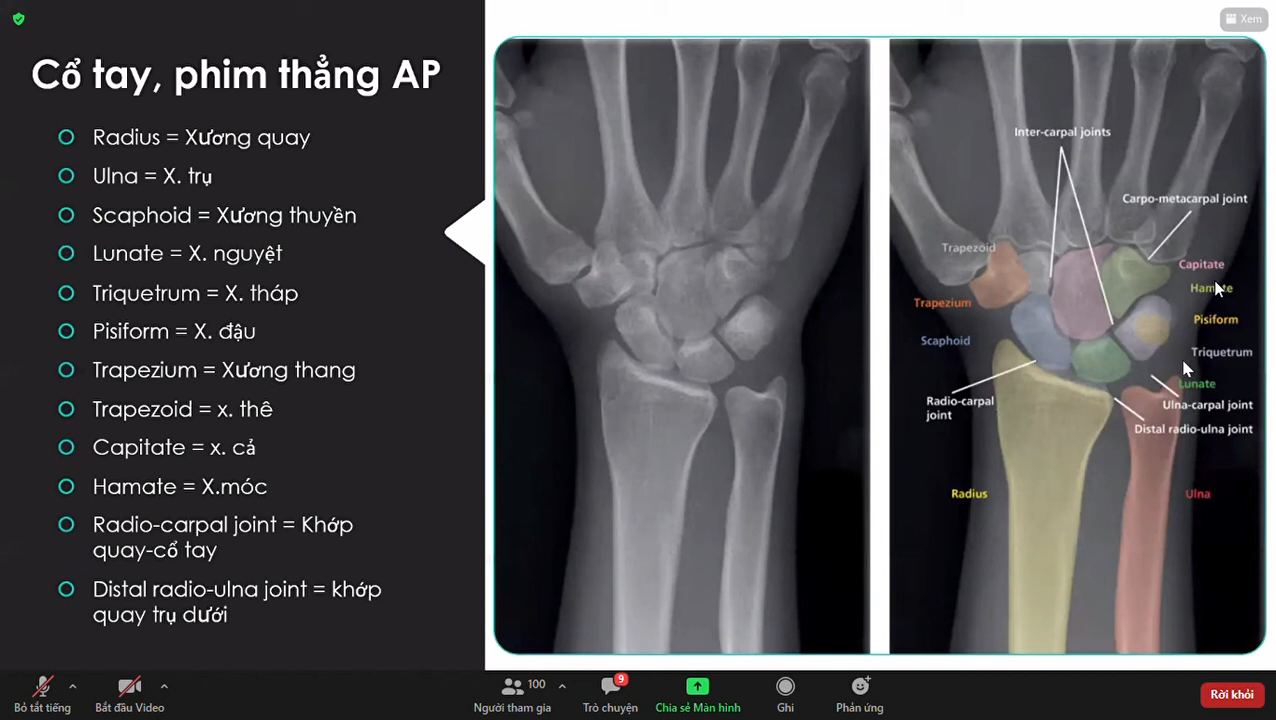 Xem
Cổ tay, phim thẳng AP
Radius = Xương quay
Ulna = X. trụ
Scaphoid = Xương thuyền
Lunate = X. nguyệt
Triquetrum = X. tháp
Pisiform = X. đậu
Trapezium = Xương thang
Trapezoid = x. thê
Capitate = x. cả
Hamate = X.móc
Radio-carpal joint = Khớp
quay-cổ tay
Distal radio-ulna joint = khớp
quay trụ dưới
Inter-carpal joints
Carpo-metacarpal joint
Trapezoid
Capitate
Hamate
Trapezium
Pisiform
Scaphoid
Triquetrum
Lunate
Radio-carpal
joint
Ulna-carpal joint
Distal radio-ulna joint
Radius
Ulna
Bỏ tắt tiếng
Bắt đầu Video
100
Người tham gia
9
Trò chuyện
Chia sẻ Màn hình
Ghi
Phản ứng
Rời khỏi